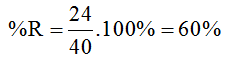 %R = 24/40 .100% = 60%